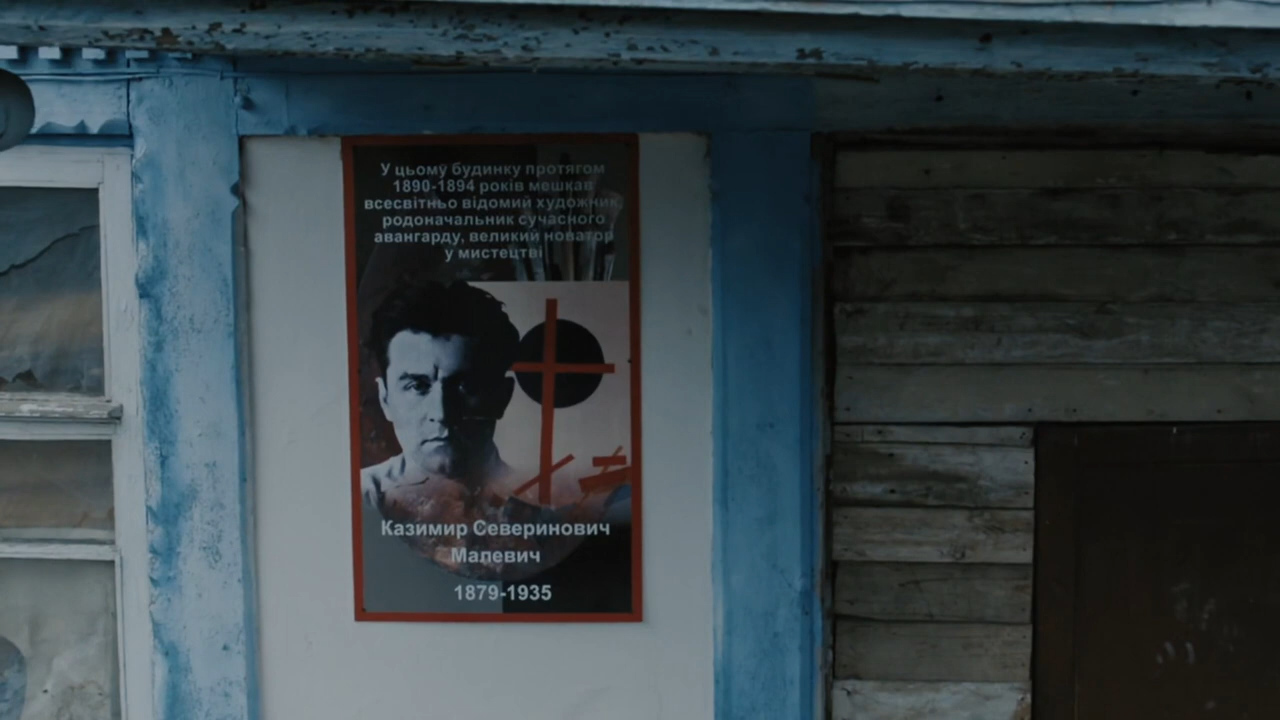 У цьому будинку протягом
1890-1894 років мешкав
всесвітньо відомий художник,
родоначальник сучасного
авангарду, великий новатор
у мистецтві
Казимир Северинович
Малевич
1879-1935